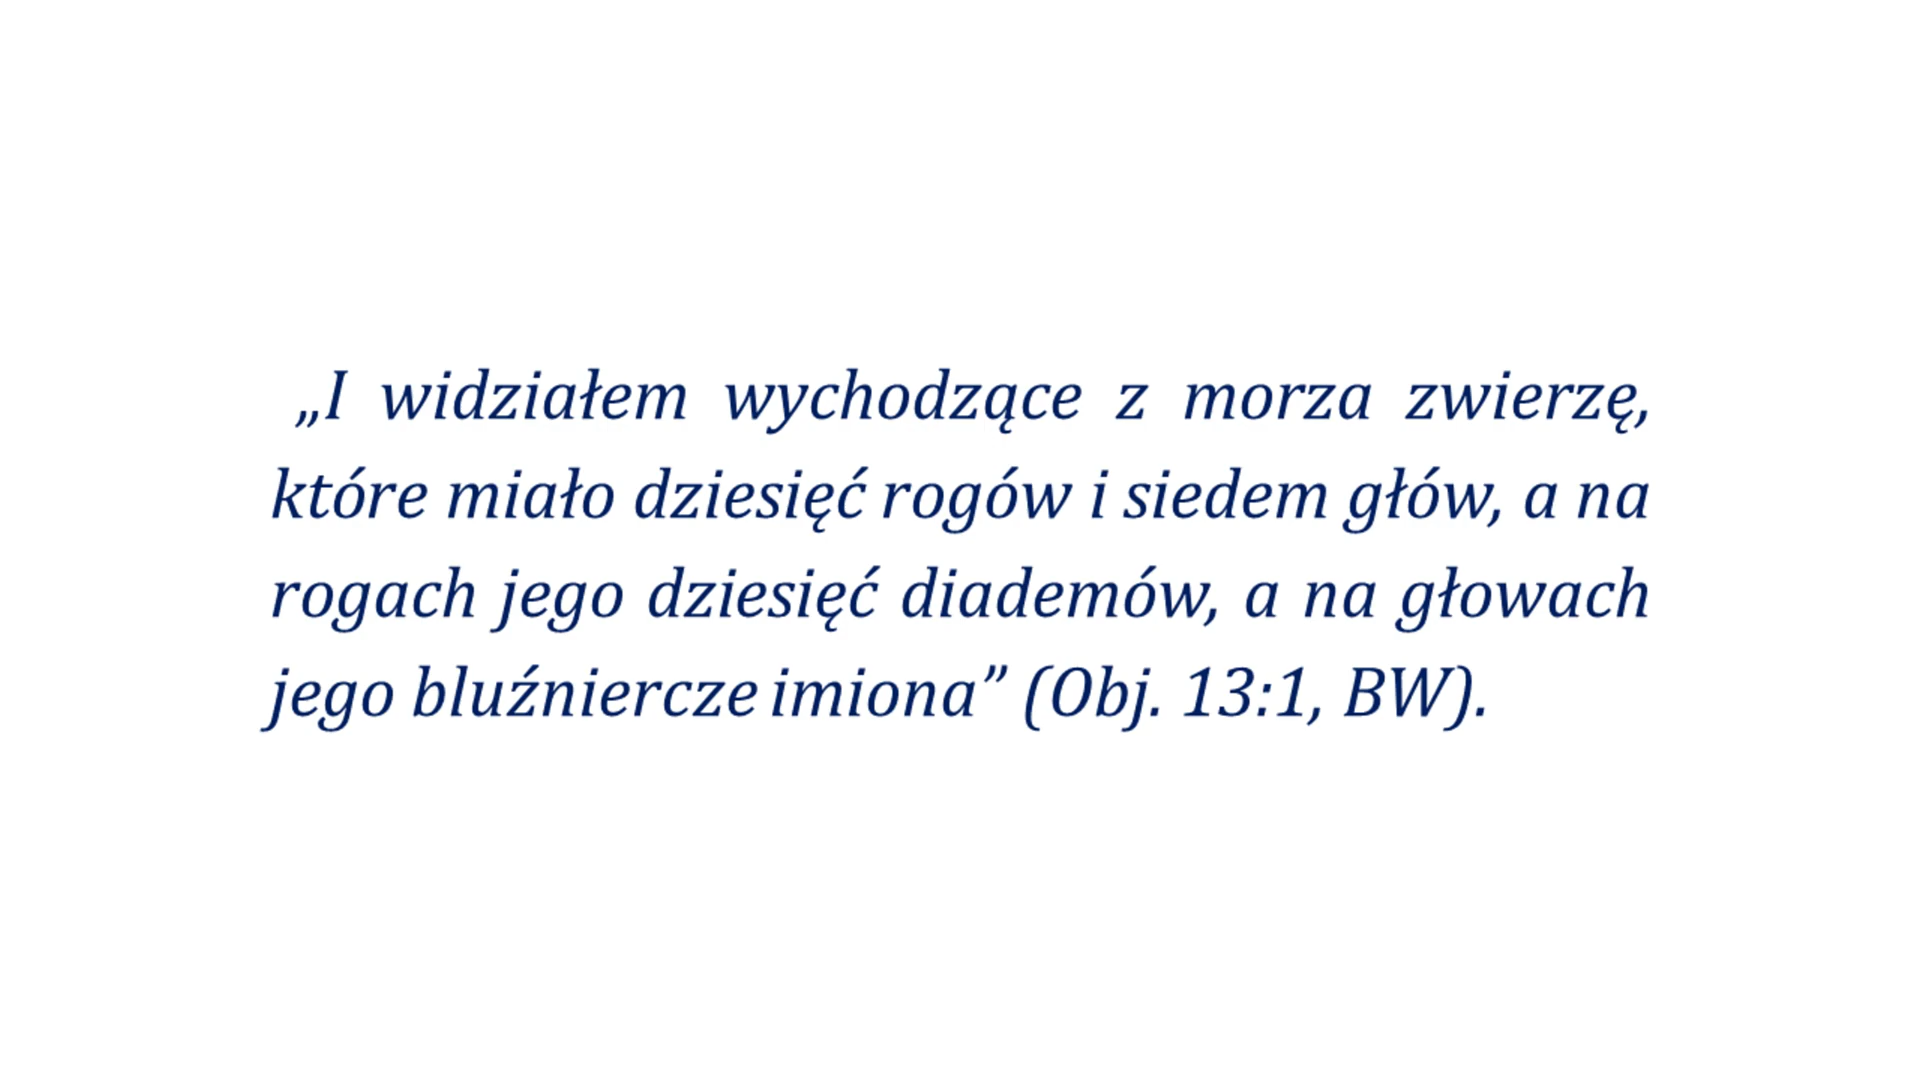 „I widziałem wychodzące z morza zwierzę,
które miało dziesięć rogów i siedem głów, a na
rogach jego dziesięć diademów, a na głowach
jego bluźniercze imiona” (Obj. 13:1, BW).